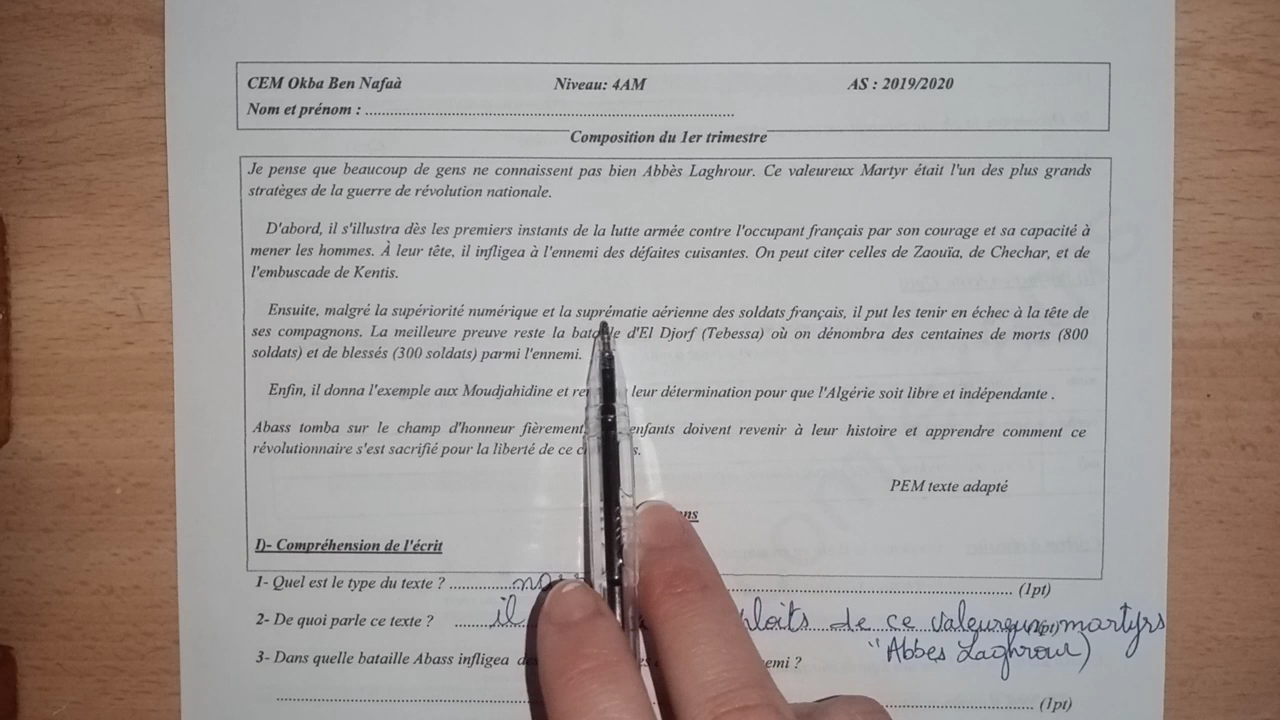 CEM Okba Ben Nafaà Niveau: 4AM AS : 2019/2020
Nom et prénom : ..........................................................................................
Composition du 1er trimestre
Je pense que beaucoup de gens ne connaissent pas bien Abbès Laghrour. Ce valeureux Martyr était l'un des plus grands
stratèges de la guerre de révolution nationale.
D'abord, il s'illustra dès les premiers instants de la lutte armée contre l'occupant français par son courage et sa capacité à
mener les hommes. À leur tête, il infligea à l'ennemi des défaites cuisantes. On peut citer celles de Zaouïa, de Chechar, et de
l'embuscade de Kentis.
Ensuite, malgré la supériorité numérique et la suprématie aérienne des soldats français, il put les tenir en échec à la tête de
ses compagnons. La meilleure preuve reste la d'El Djorf (Tebessa) où on dénombra des centaines de morts (800
soldats) et de blessés (300 soldats) parmi l'ennemi.
Enfin, il donna l'exemple aux Moudjahidine et leur détermination pour que l'Algérie soit libre et indépendante .
Abass tomba sur le champ d'honneur fièrement. enfants doivent revenir à leur histoire et apprendre comment ce
révolutionnaire s'est sacrifié pour la liberté de ce
PEM texte adapté
I)- Compréhension de l'écrit
1- Quel est le type du texte ? (1pt)
2- De quoi parle ce texte ? il de ce valeureux martyrs
"Abbes Laghrour)
3- Dans quelle bataille Abass infligea ?
(1pt)